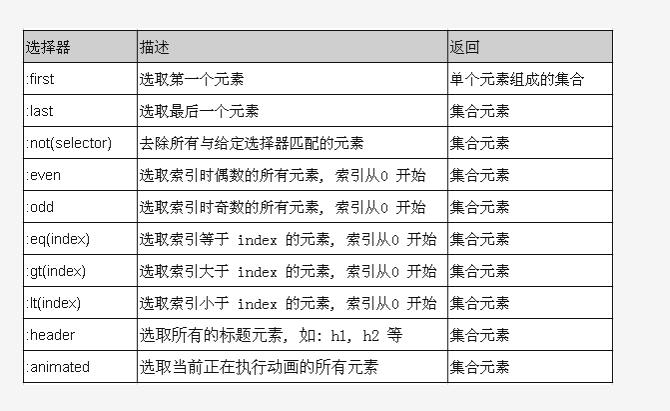 选择器 描述 返回
:first 选取第一个元素 单个元素组成的集合
:last 选取最后一个元素 集合元素
:not(selector) 去除所有与给定选择器匹配的元素 集合元素
:even 选取索引时偶数的所有元素, 索引从0 开始 集合元素
:odd 选取索引时奇数的所有元素, 索引从0 开始 集合元素
:eq(index) 选取索引等于 index 的元素, 索引从0 开始 集合元素
:gt(index) 选取索引大于 index 的元素, 索引从0 开始 集合元素
:lt(index) 选取索引小于 index 的元素, 索引从0 开始 集合元素
:header 选取所有的标题元素, 如: h1, h2 等 集合元素
:animated 选取当前正在执行动画的所有元素 集合元素